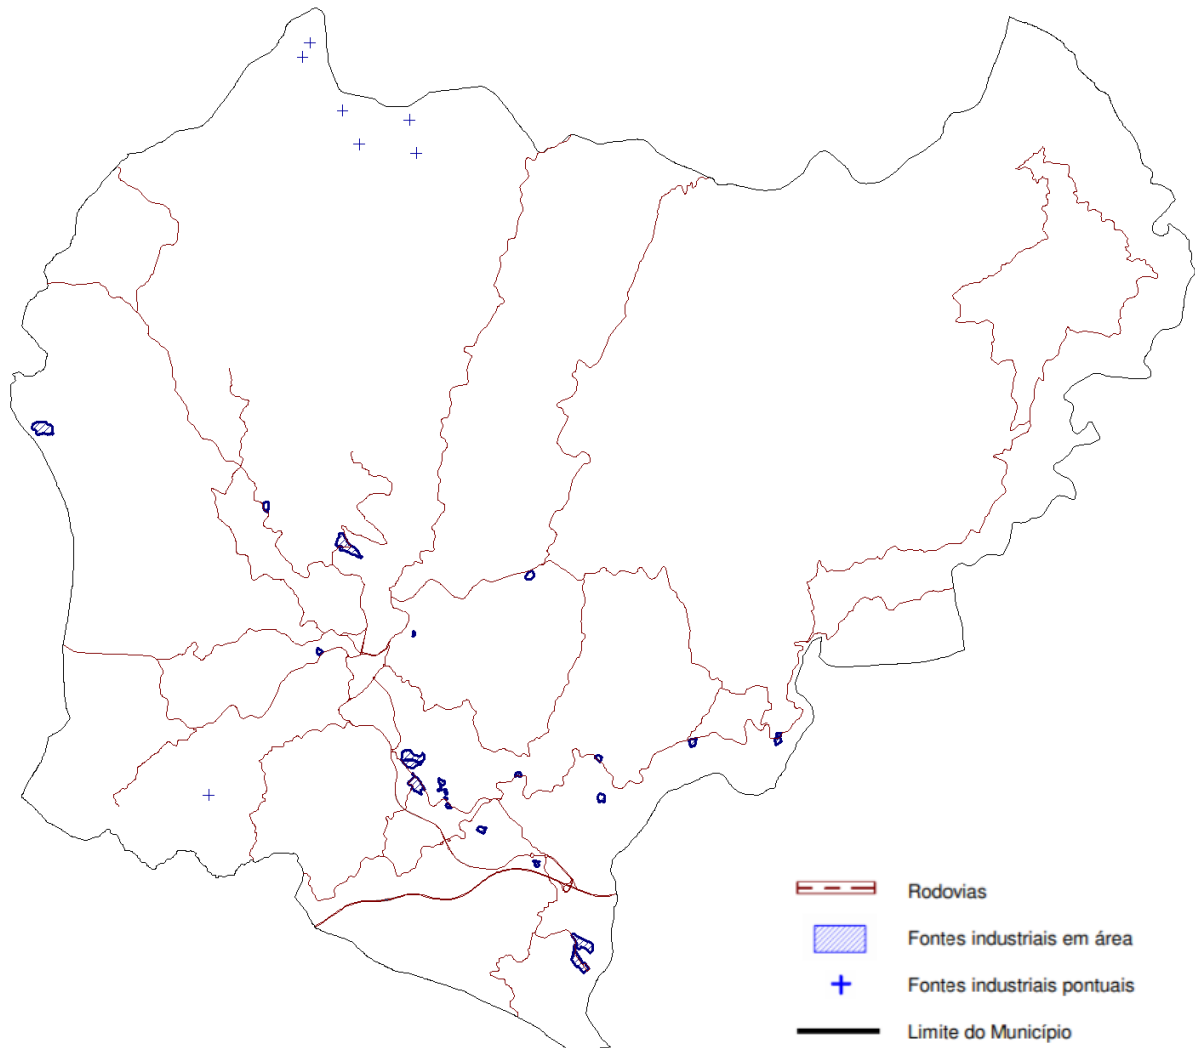 Rodovias
Fontes industriais em área
Fontes industriais pontuais
Limite do Município